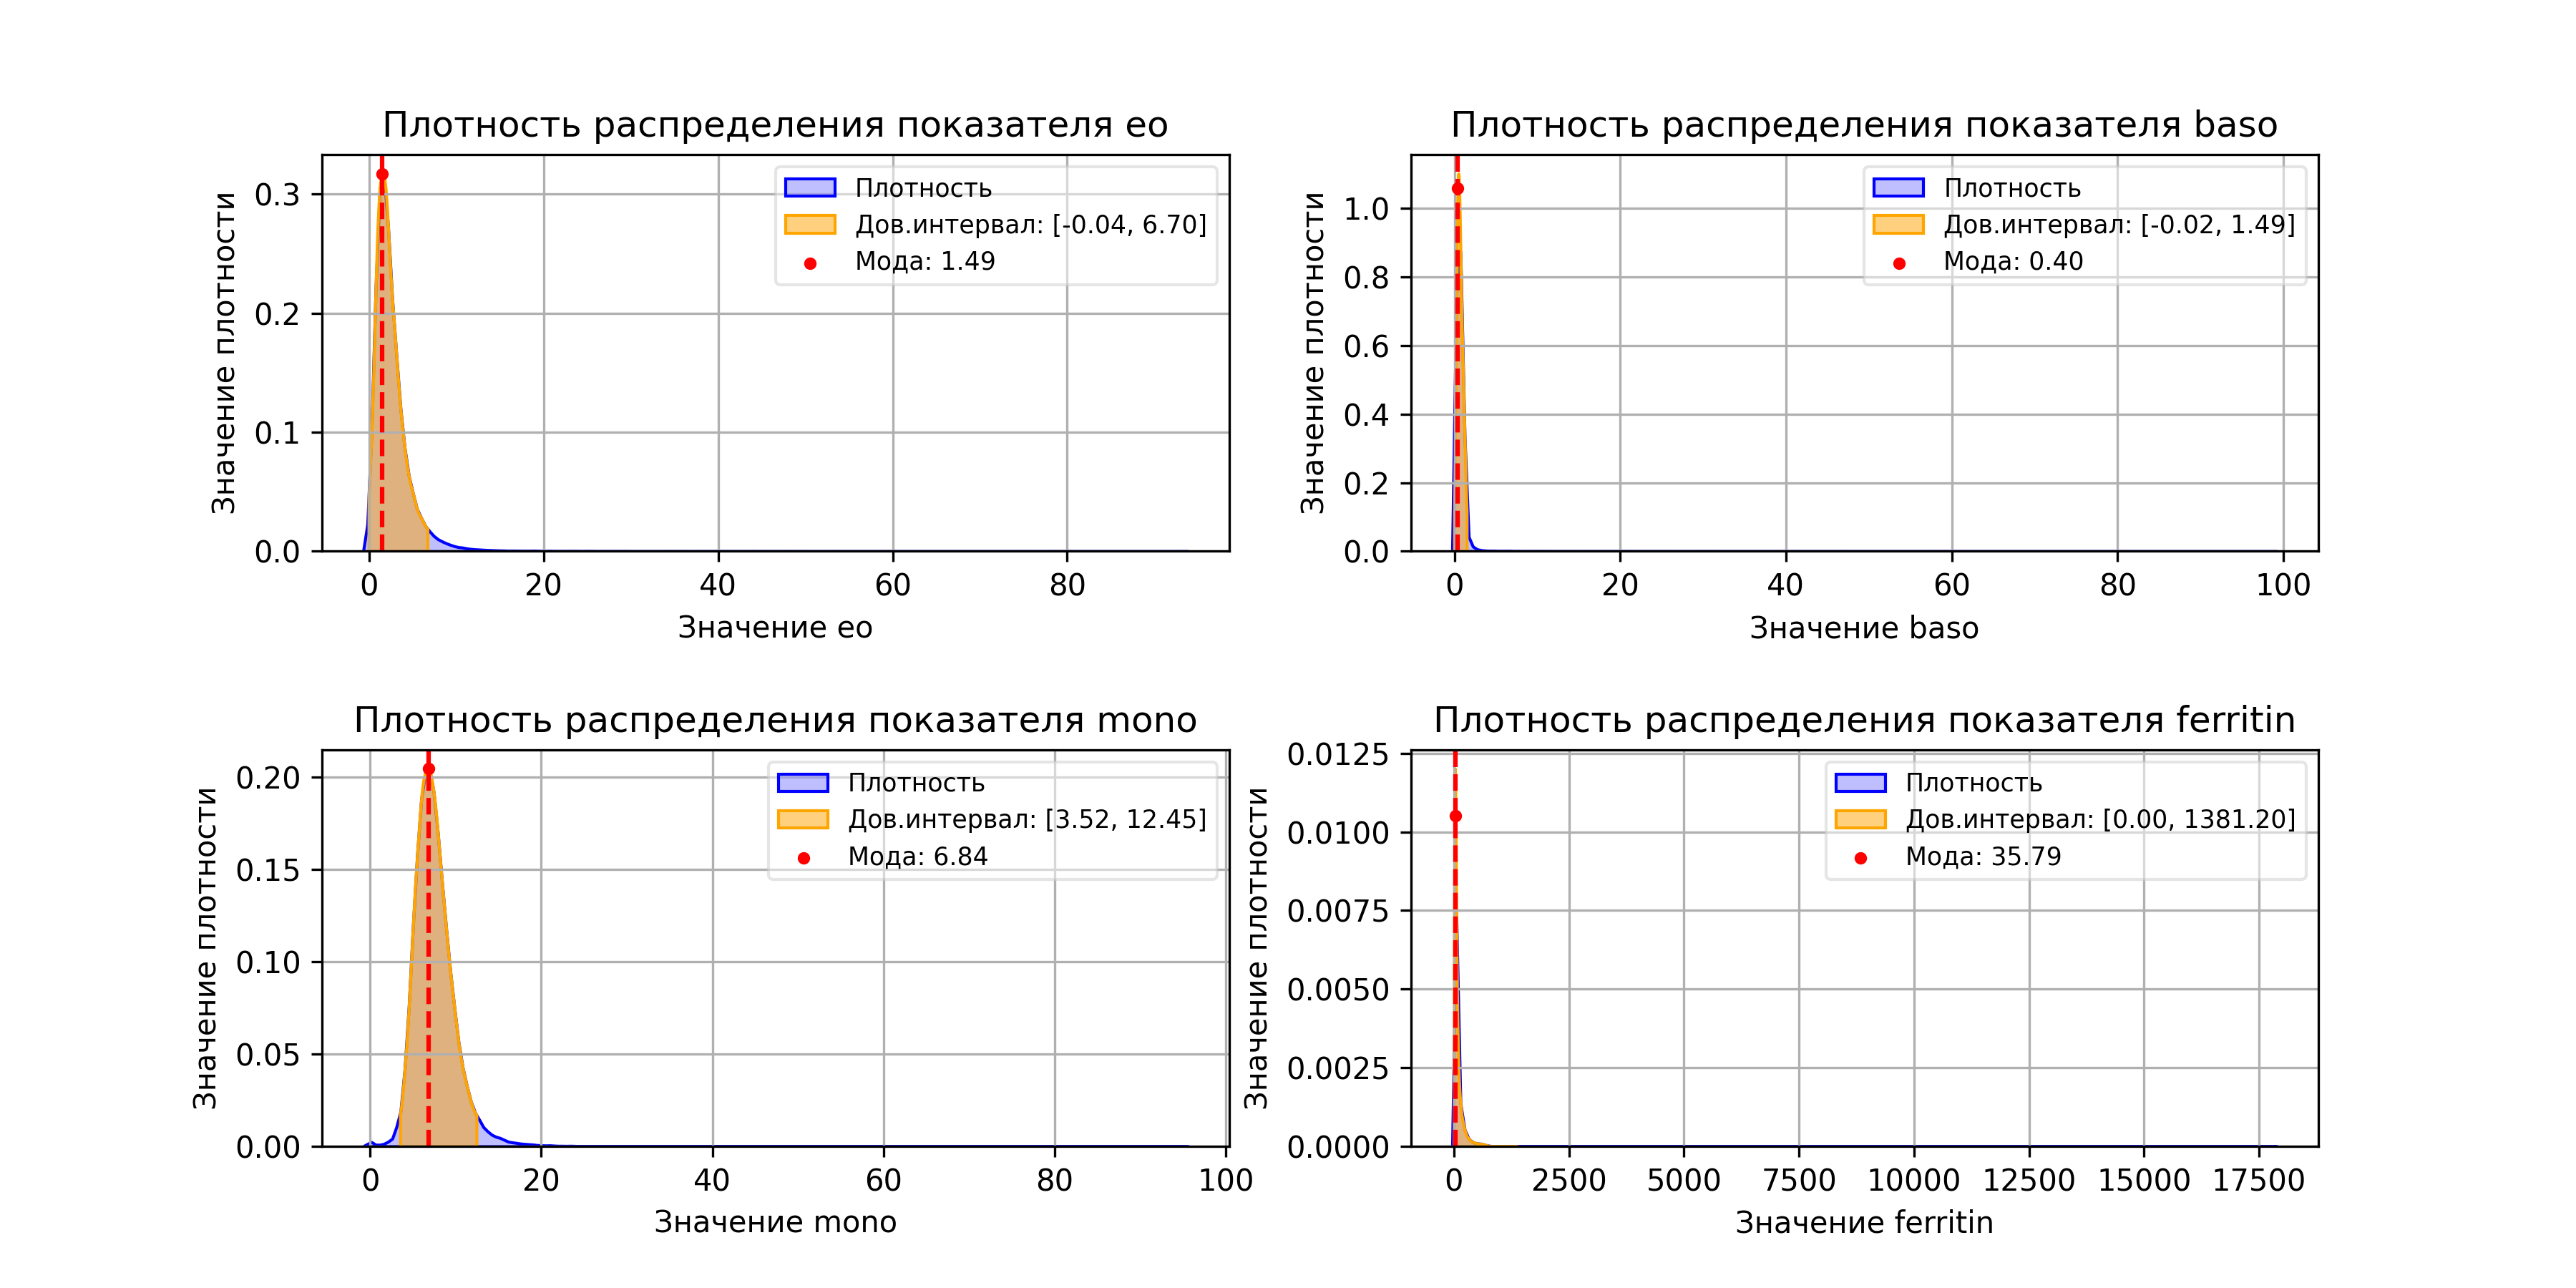 Плотность распределения показателя eo
Значение плотности
0.3
0.2
0.1
0.0
0 20 40 60 80
Значение eo
Плотность
Дов.интервал: [-0.04, 6.70]
Мода: 1.49
Плотность распределения показателя baso
Значение плотности
1.0
0.8
0.6
0.4
0.2
0.0
0 20 40 60 80 100
Значение baso
Плотность
Дов.интервал: [-0.02, 1.49]
Мода: 0.40
Плотность распределения показателя mono
Значение плотности
0.20
0.15
0.10
0.05
0.00
0 20 40 60 80 100
Значение mono
Плотность
Дов.интервал: [3.52, 12.45]
Мода: 6.84
Плотность распределения показателя ferritin
Значение плотности
0.0125
0.0100
0.0075
0.0050
0.0025
0.0000
0 2500 5000 7500 10000 12500 15000 17500
Значение ferritin
Плотность
Дов.интервал: [0.00, 1381.20]
Мода: 35.79